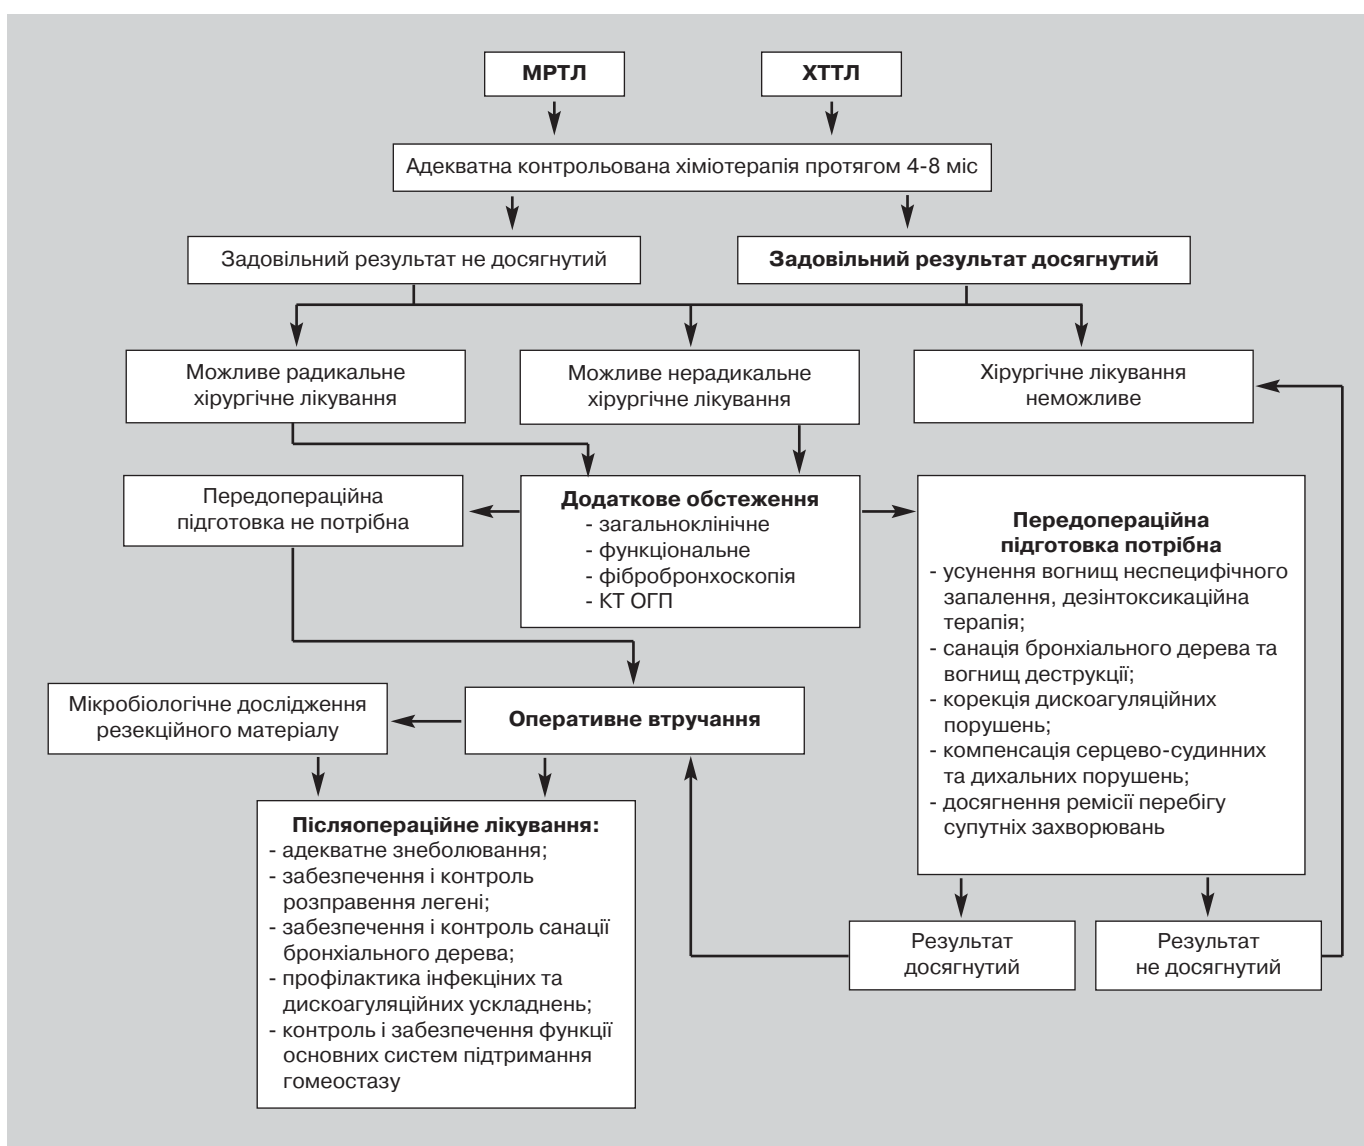 МРТЛ
ХТТЛ
Адекватна контрольована хіміотерапія протягом 4-8 міс
Задовільний результат не досягнутий
Задовільний результат досягнутий
Можливе радикальне
хірургічне лікування
Можливе нерадикальне
хірургічне лікування
Хірургічне лікування
неможливе
Передопераційна
підготовка не потрібна
Додаткове обстеження
- загальноклінічне
- функціональне
- фібробронхоскопія
- КТ ОГП
Передопераційна
підготовка потрібна
- усунення вогнищ неспецифічного
запалення, дезінтоксикаційна
терапія;
- санація бронхіального дерева та
вогнищ деструкції;
- корекція дискоагуляційних
порушень;
- компенсація серцево-судинних
та дихальних порушень;
- досягнення ремісії перебігу
супутніх захворювань
Мікробіологічне дослідження
резекційного матеріалу
Оперативне втручання
Післяопераційне лікування:
- адекватне знеболювання;
- забезпечення і контроль
розправення легені;
- забезпечення і контроль санації
бронхіального дерева;
- профілактика інфекціних та
дискоагуляційних ускладнень;
- контроль і забезпечення функції
основних систем підтримання
гомеостазу
Результат
досягнутий
Результат
не досягнутий